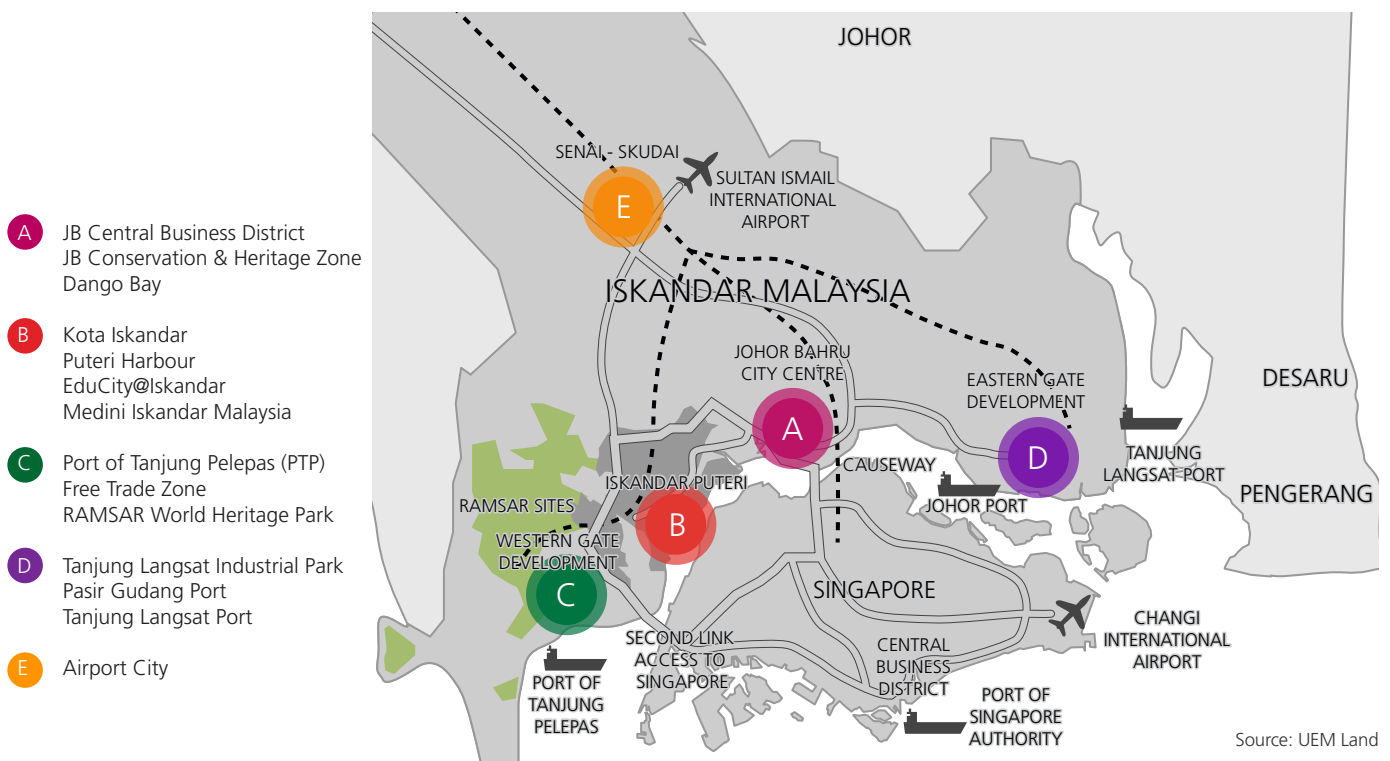 A
JB Central Business District
JB Conservation & Heritage Zone
Dango Bay
B
Kota Iskandar
Puteri Harbour
EduCity@Iskandar
Medini Iskandar Malaysia
C
Port of Tanjung Pelepas (PTP)
Free Trade Zone
RAMSAR World Heritage Park
D
Tanjung Langsat Industrial Park
Pasir Gudang Port
Tanjung Langsat Port
E
Airport City
JOHOR
SENAI - SKUDAI
E
SULTAN ISMAIL
INTERNATIONAL
AIRPORT
ISKANDAR MALAYSIA
JOHOR BAHRU
CITY CENTRE
A
EASTERN GATE
DEVELOPMENT
D
DESARU
TANJUNG
LANGSAT PORT
PENGERANG
CAUSEWAY
JOHOR PORT
ISKANDAR PUTERI
B
RAMSAR SITES
WESTERN GATE
DEVELOPMENT
C
SINGAPORE
SECOND LINK
ACCESS TO
SINGAPORE
CENTRAL
BUSINESS
DISTRICT
CHANGI
INTERNATIONAL
AIRPORT
PORT OF
TANJUNG
PELEPAS
PORT OF
SINGAPORE
AUTHORITY
Source: UEM Land